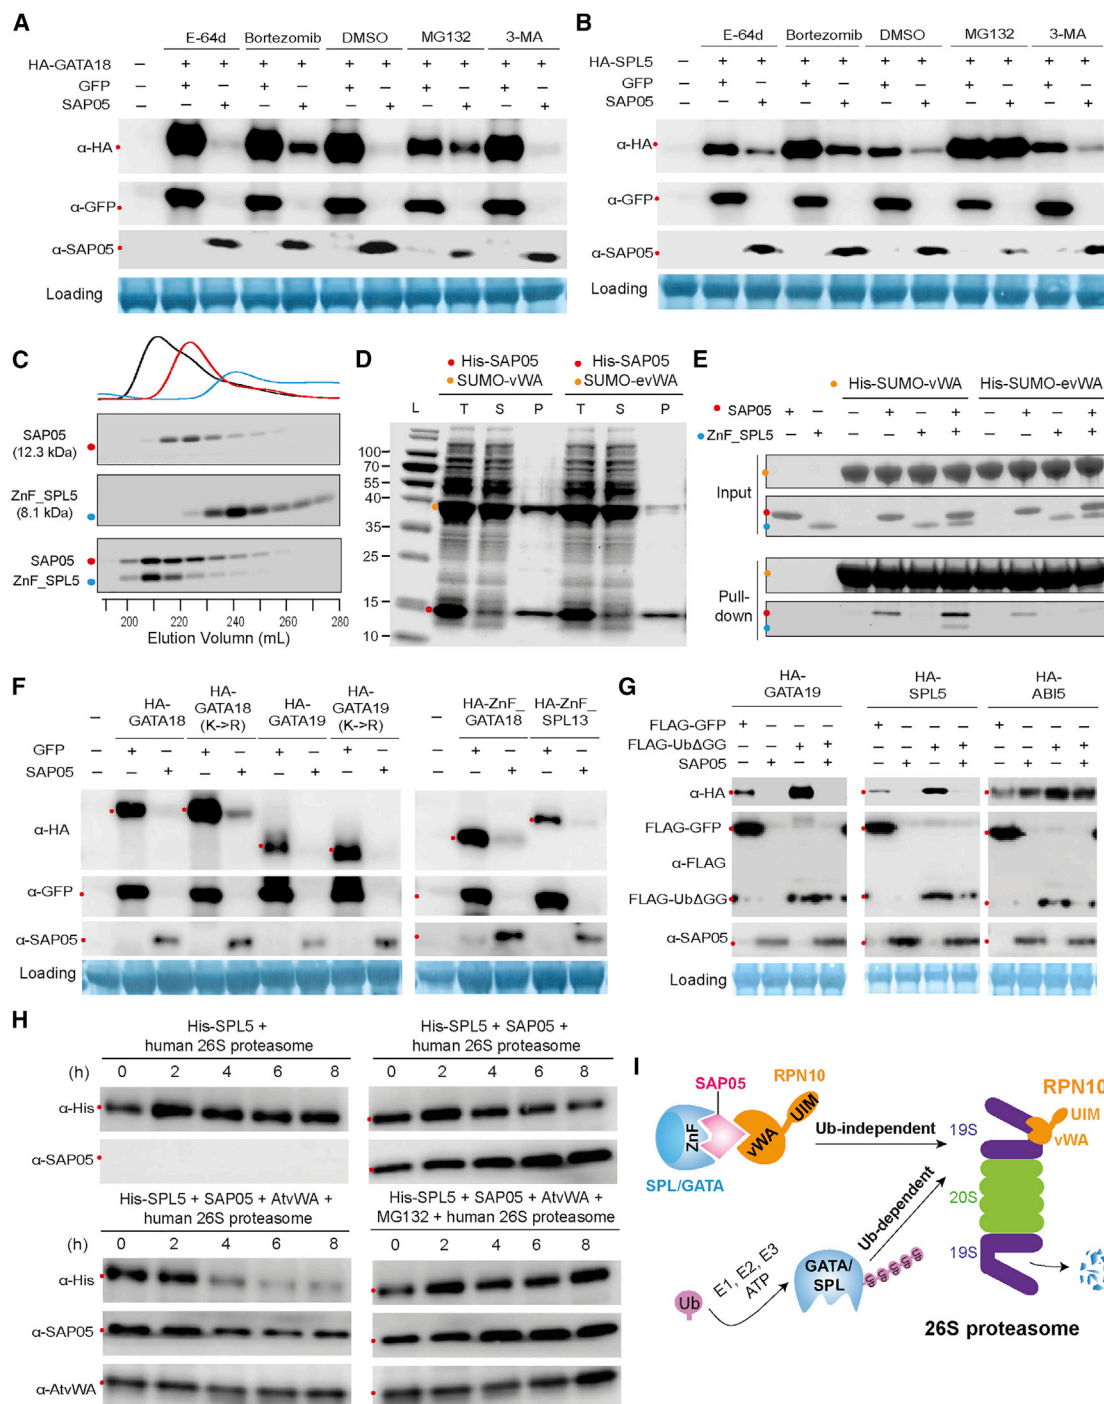 A
E-64d Bortezomib DMSO MG132 3-MA
HA-GATA18 – + + + + + + + + + +
GFP – + – + – + – + – + –
SAP05 – – + – + – + – + – +
α-HA
α-GFP
α-SAP05
Loading
B
E-64d Bortezomib DMSO MG132 3-MA
HA-SPL5 – + + + + + + + + + +
GFP – + – + – + – + – + –
SAP05 – – + – + – + – + – +
α-HA
α-GFP
α-SAP05
Loading
C
SAP05
(12.3 kDa)
ZnF_SPL5
(8.1 kDa)
SAP05
ZnF_SPL5
200 220 240 260 280
Elution Volumn (mL)
D
His-SAP05 His-SAP05
SUMO-vWA SUMO-evWA
L T S P T S P
100
70
55
40
35
25
15
10
E
His-SUMO-vWA His-SUMO-evWA
SAP05 + – – + – + – + – +
ZnF_SPL5 – + – – + + – – + +
Input
Pull-
down
F
– HA-GATA18 HA-GATA18 (K->R) HA-GATA19 HA-GATA19 (K->R) – HA-ZnF_GATA18 HA-ZnF_SPL13
GFP – + – + – + – + – – + – + –
SAP05 – – + – + – + – + – – + – +
α-HA
α-GFP
α-SAP05
Loading
G
HA-GATA19 HA-SPL5 HA-ABI5
FLAG-GFP + – – – + – – – + – – –
FLAG-UbΔGG – – + + – – + + – – + +
SAP05 – + – + – + – + – + – +
α-HA
FLAG-GFP
α-FLAG
FLAG-UbΔGG
α-SAP05
Loading
H
His-SPL5 +
human 26S proteasome
(h) 0 2 4 6 8
α-His
α-SAP05
His-SPL5 + SAP05 +
human 26S proteasome
0 2 4 6 8
His-SPL5 + SAP05 + AtvWA +
human 26S proteasome
(h) 0 2 4 6 8
α-His
α-SAP05
α-AtvWA
His-SPL5 + SAP05 + AtvWA +
MG132 + human 26S proteasome
0 2 4 6 8
I
SAP05
RPN10
ZnF
vWA
UIM
SPL/GATA
Ub-independent
Ub-dependent
Ub
E1, E2, E3
ATP
GATA/
SPL
RPN10
UIM
vWA
19S
20S
19S
26S proteasome